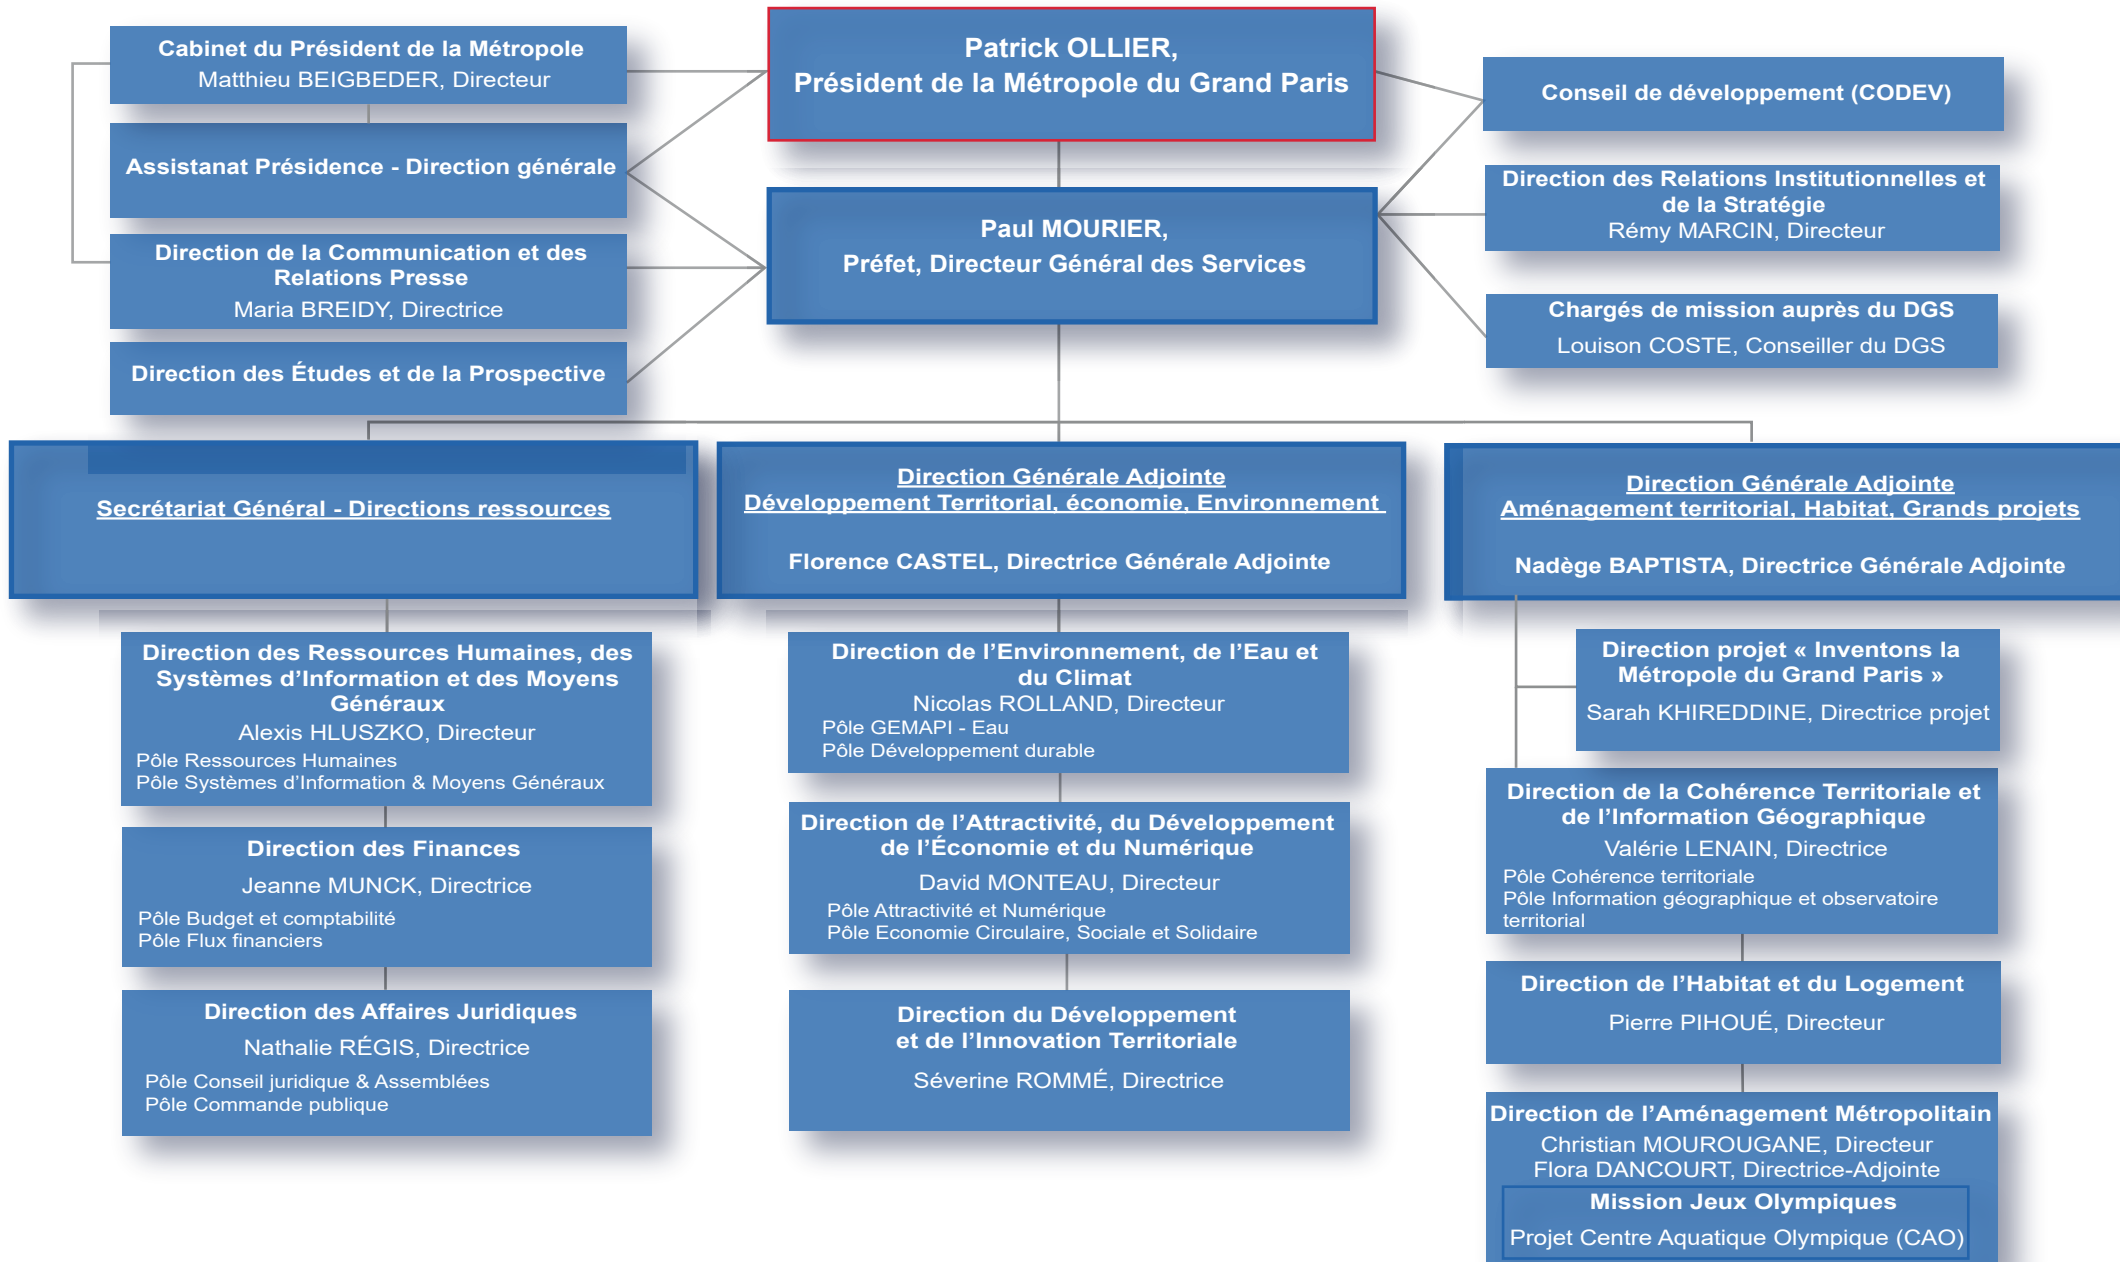 Cabinet du Président de la Métropole
Matthieu BEIGBEDER, Directeur
Patrick OLLIER,
Président de la Métropole du Grand Paris
Conseil de développement (CODEV)
Assistanat Présidence - Direction générale
Direction des Relations Institutionnelles et
de la Stratégie
Rémy MARCIN, Directeur
Paul MOURIER,
Préfet, Directeur Général des Services
Direction de la Communication et des
Relations Presse
Maria BREIDY, Directrice
Chargés de mission auprès du DGS
Louison COSTE, Conseiller du DGS
Direction des Études et de la Prospective
Secrétariat Général - Directions ressources
Direction des Ressources Humaines, des
Systèmes d’Information et des Moyens
Généraux
Alexis HLUSZKO, Directeur
Pôle Ressources Humaines
Pôle Systèmes d’Information & Moyens Généraux
Direction des Finances
Jeanne MUNCK, Directrice
Pôle Budget et comptabilité
Pôle Flux financiers
Direction des Affaires Juridiques
Nathalie RÉGIS, Directrice
Pôle Conseil juridique & Assemblées
Pôle Commande publique
Direction Générale Adjointe
Développement Territorial, économie, Environnement
Florence CASTEL, Directrice Générale Adjointe
Direction de l’Environnement, de l’Eau et
du Climat
Nicolas ROLLAND, Directeur
Pôle GEMAPI - Eau
Pôle Développement durable
Direction de l’Attractivité, du Développement
de l’Économie et du Numérique
David MONTEAU, Directeur
Pôle Attractivité et Numérique
Pôle Economie Circulaire, Sociale et Solidaire
Direction du Développement
et de l’Innovation Territoriale
Séverine ROMMÉ, Directrice
Direction Générale Adjointe
Aménagement territorial, Habitat, Grands projets
Nadège BAPTISTA, Directrice Générale Adjointe
Direction projet « Inventons la
Métropole du Grand Paris »
Sarah KHIREDDINE, Directrice projet
Direction de la Cohérence Territoriale et
de l’Information Géographique
Valérie LENAIN, Directrice
Pôle Cohérence territoriale
Pôle Information géographique et observatoire
territorial
Direction de l’Habitat et du Logement
Pierre PIHOUÉ, Directeur
Direction de l’Aménagement Métropolitain
Christian MOUROUGANE, Directeur
Flora DANCOURT, Directrice-Adjointe
Mission Jeux Olympiques
Projet Centre Aquatique Olympique (CAO)